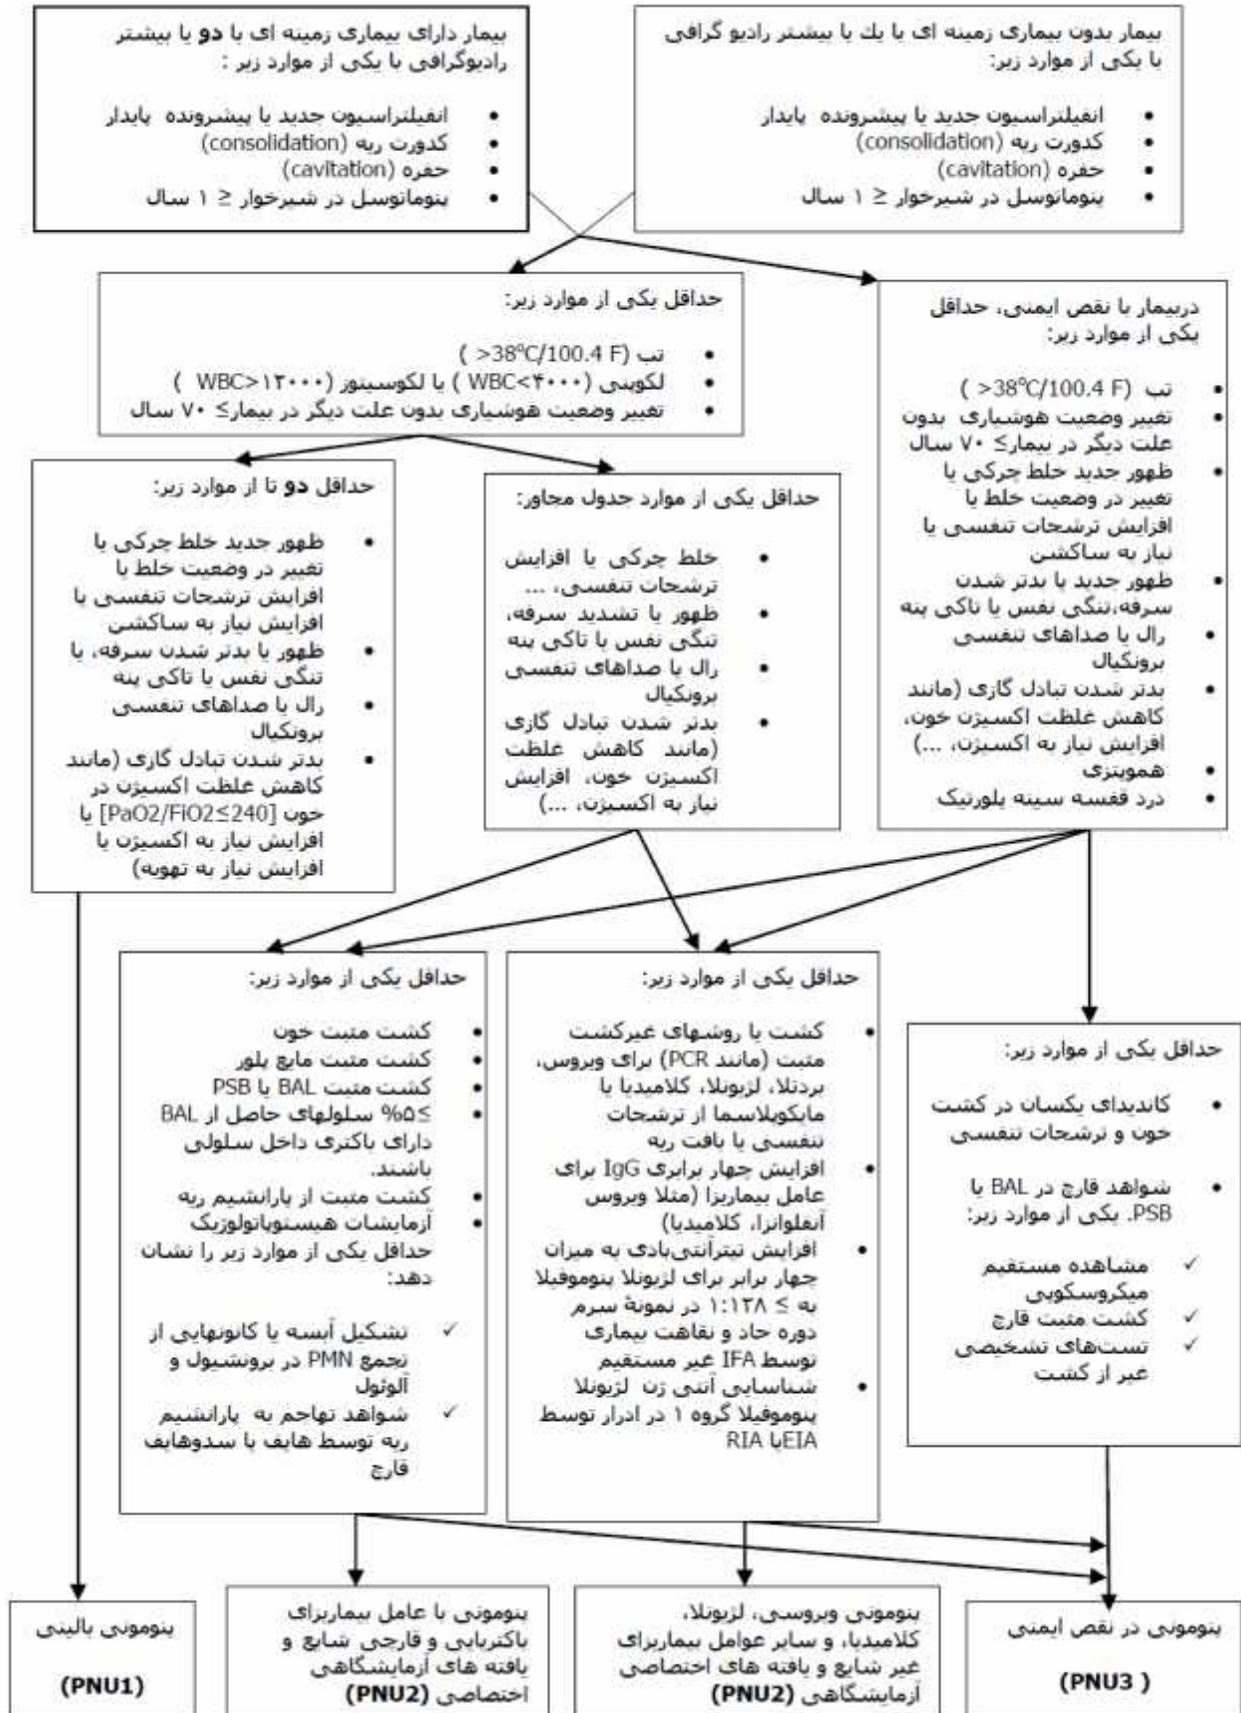 بیمار بدون بیماری زمینه ای با یك یا بیشتر رادیو گرافی
با یکی از موارد زیر:
• انفیلتراسیون جدید یا پیشرونده پایدار
• کدورت ریه (consolidation)
• حفره (cavitation)
• پنوماتوسل در شیرخوار ≤ ۱ سال
بیمار دارای بیماری زمینه ای با دو یا بیشتر
رادیوگرافی با یکی از موارد زیر :
• انفیلتراسیون جدید یا پیشرونده پایدار
• کدورت ریه (consolidation)
• حفره (cavitation)
• پنوماتوسل در شیرخوار ≤ ۱ سال
حداقل یکی از موارد زیر:
• تب (>38°C/100.4 F )
• لکوپنی (WBC<۴۰۰۰ ) یا لکوسیتوز (WBC>۱۲۰۰۰ )
• تغییر وضعیت هوشیاری بدون علت دیگر در بیمار≥ ۷۰ سال
دربیمار با نقص ایمنی، حداقل
یکی از موارد زیر:
• تب (>38°C/100.4 F )
• تغییر وضعیت هوشیاری بدون
علت دیگر در بیمار≥ ۷۰ سال
• ظهور جدید خلط چرکی یا
تغییر در وضعیت خلط یا
افزایش ترشحات تنفسی یا
نیاز به ساکشن
• ظهور جدید یا بدتر شدن
سرفه،تنگی نفس یا تاکی پنه
• رال یا صداهای تنفسی
برونکیال
• بدتر شدن تبادل گازی (مانند
کاهش غلظت اکسیژن خون،
افزایش نیاز به اکسیژن، ...)
• هموپتزی
• درد قفسه سینه پلورتیک
حداقل یکی از موارد جدول مجاور:
• خلط چرکی یا افزایش
ترشحات تنفسی، ...
• ظهور یا تشدید سرفه،
تنگی نفس یا تاکی پنه
• رال یا صداهای تنفسی
برونکیال
• بدتر شدن تبادل گازی
(مانند کاهش غلظت
اکسیژن خون، افزایش
نیاز به اکسیژن، ...)
حداقل دو تا از موارد زیر:
• ظهور جدید خلط چرکی یا
تغییر در وضعیت خلط یا
افزایش ترشحات تنفسی یا
افزایش نیاز به ساکشن
• ظهور یا بدتر شدن سرفه، یا
تنگی نفس یا تاکی پنه
• رال یا صداهای تنفسی
برونکیال
• بدتر شدن تبادل گازی (مانند
کاهش غلظت اکسیژن در
خون [PaO2/FiO2≤240] یا
افزایش نیاز به اکسیژن یا
افزایش نیاز به تهویه)
حداقل یکی از موارد زیر:
• کاندیدای یکسان در کشت
خون و ترشحات تنفسی
• شواهد قارچ در BAL یا
PSB. یکی از موارد زیر:
✓ مشاهده مستقیم
میکروسکوپی
✓ کشت مثبت قارچ
✓ تست‌های تشخیصی
غیر از کشت
حداقل یکی از موارد زیر:
• کشت یا روشهای غیرکشت
مثبت (مانند PCR) برای ویروس،
بردتلا، لژیونلا، کلامیدیا یا
مایکوپلاسما از ترشحات
تنفسی یا بافت ریه
• افزایش چهار برابری IgG برای
عامل بیماریزا (مثلا ویروس
آنفلوانزا، کلامیدیا)
• افزایش تیترآنتی‌بادی به میزان
چهار برابر برای لژیونلا پنوموفیلا
به ≥ ۱:۱۲۸ در نمونۀ سرم
دوره حاد و نقاهت بیماری
توسط IFA غیر مستقیم
• شناسایی آنتی ژن لژیونلا
پنوموفیلا گروه ۱ در ادرار توسط
RIA یاEIA
حداقل یکی از موارد زیر:
• کشت مثبت خون
• کشت مثبت مایع پلور
• کشت مثبت BAL یا PSB
• ≥۵% سلولهای حاصل از BAL
دارای باکتری داخل سلولی
باشند.
• کشت مثبت از پارانشیم ریه
• آزمایشات هیستوپاتولوژیک
حداقل یکی از موارد زیر را نشان
دهد:
✓ تشکیل آبسه یا کانونهایی از
تجمع PMN در برونشیول و
آلوئول
✓ شواهد تهاجم به پارانشیم
ریه توسط هایف یا سدوهایف
قارچ
پنومونی در نقص ایمنی
(PNU3 )
پنومونی ویروسی، لژیونلا،
کلامیدیا، و سایر عوامل بیماریزای
غیر شایع و یافته های اختصاصی
آزمایشگاهی (PNU2)
پنومونی با عامل بیماریزای
باکتریایی و قارچی شایع و
یافته های آزمایشگاهی
اختصاصی (PNU2)
پنومونی بالینی
(PNU1)